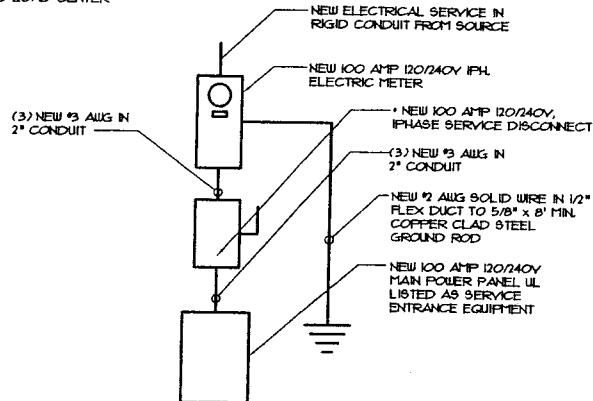 NEW ELECTRICAL SERVICE IN
RIGID CONDUIT FROM SOURCE
NEW 100 AMP 120/240V 1PH.
ELECTRIC METER
(3) NEW #3 AWG IN
2" CONDUIT
* NEW 100 AMP 120/240V,
1PHASE SERVICE DISCONNECT
(3) NEW #3 AWG IN
2" CONDUIT
NEW #2 AWG SOLID WIRE IN 1/2"
FLEX DUCT TO 5/8" x 8' MIN.
COPPER CLAD STEEL
GROUND ROD
NEW 100 AMP 120/240V
MAIN POWER PANEL UL
LISTED AS SERVICE
ENTRANCE EQUIPMENT